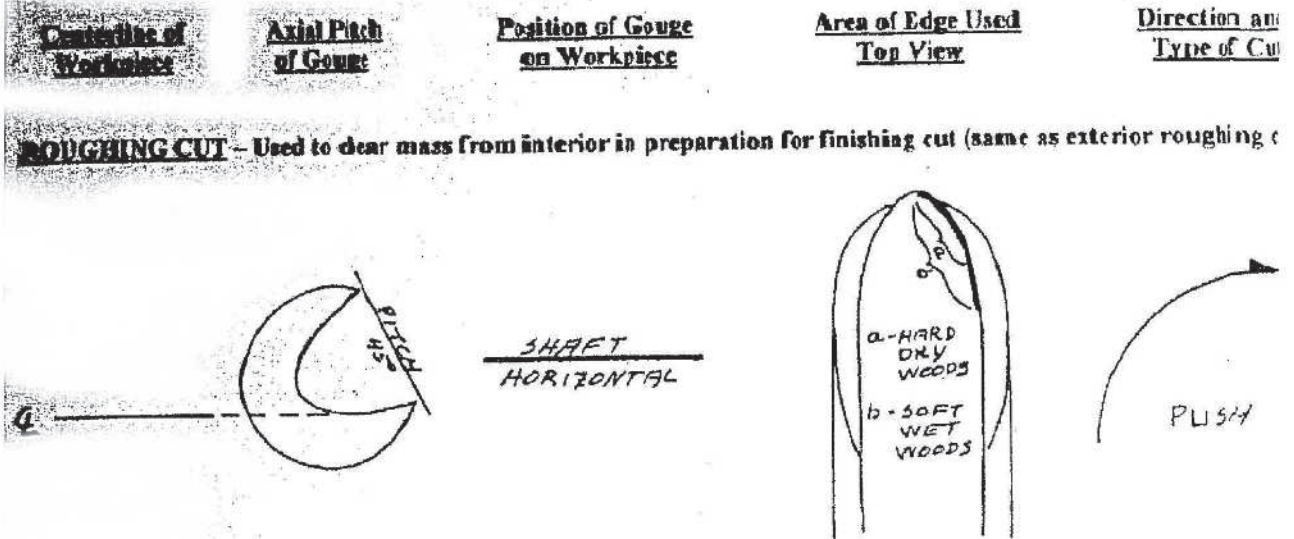 Centerline of
Workpiece
Axial Pitch
of Gouge
Position of Gouge
on Workpiece
Area of Edge Used
Top View
Direction an
Type of Cu
ROUGHING CUT – Used to clear mass from interior in preparation for finishing cut (same as exterior roughing c
PITCH
45°
SHAFT
HORIZONTAL
a - HARD
DRY
WOODS
b - SOFT
WET
WOODS
PUSH